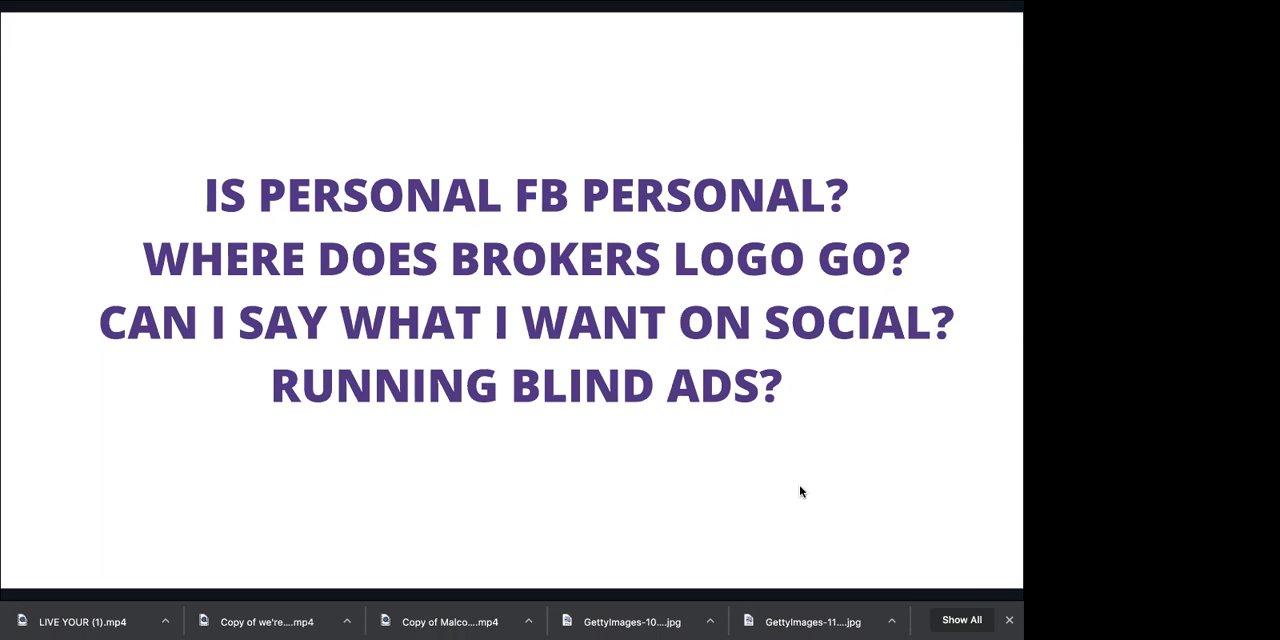 IS PERSONAL FB PERSONAL?
WHERE DOES BROKERS LOGO GO?
CAN I SAY WHAT I WANT ON SOCIAL?
RUNNING BLIND ADS?
LIVE YOUR (1).mp4
Copy of we're....mp4
Copy of Malco....mp4
GettyImages-10....jpg
GettyImages-11....jpg
Show All